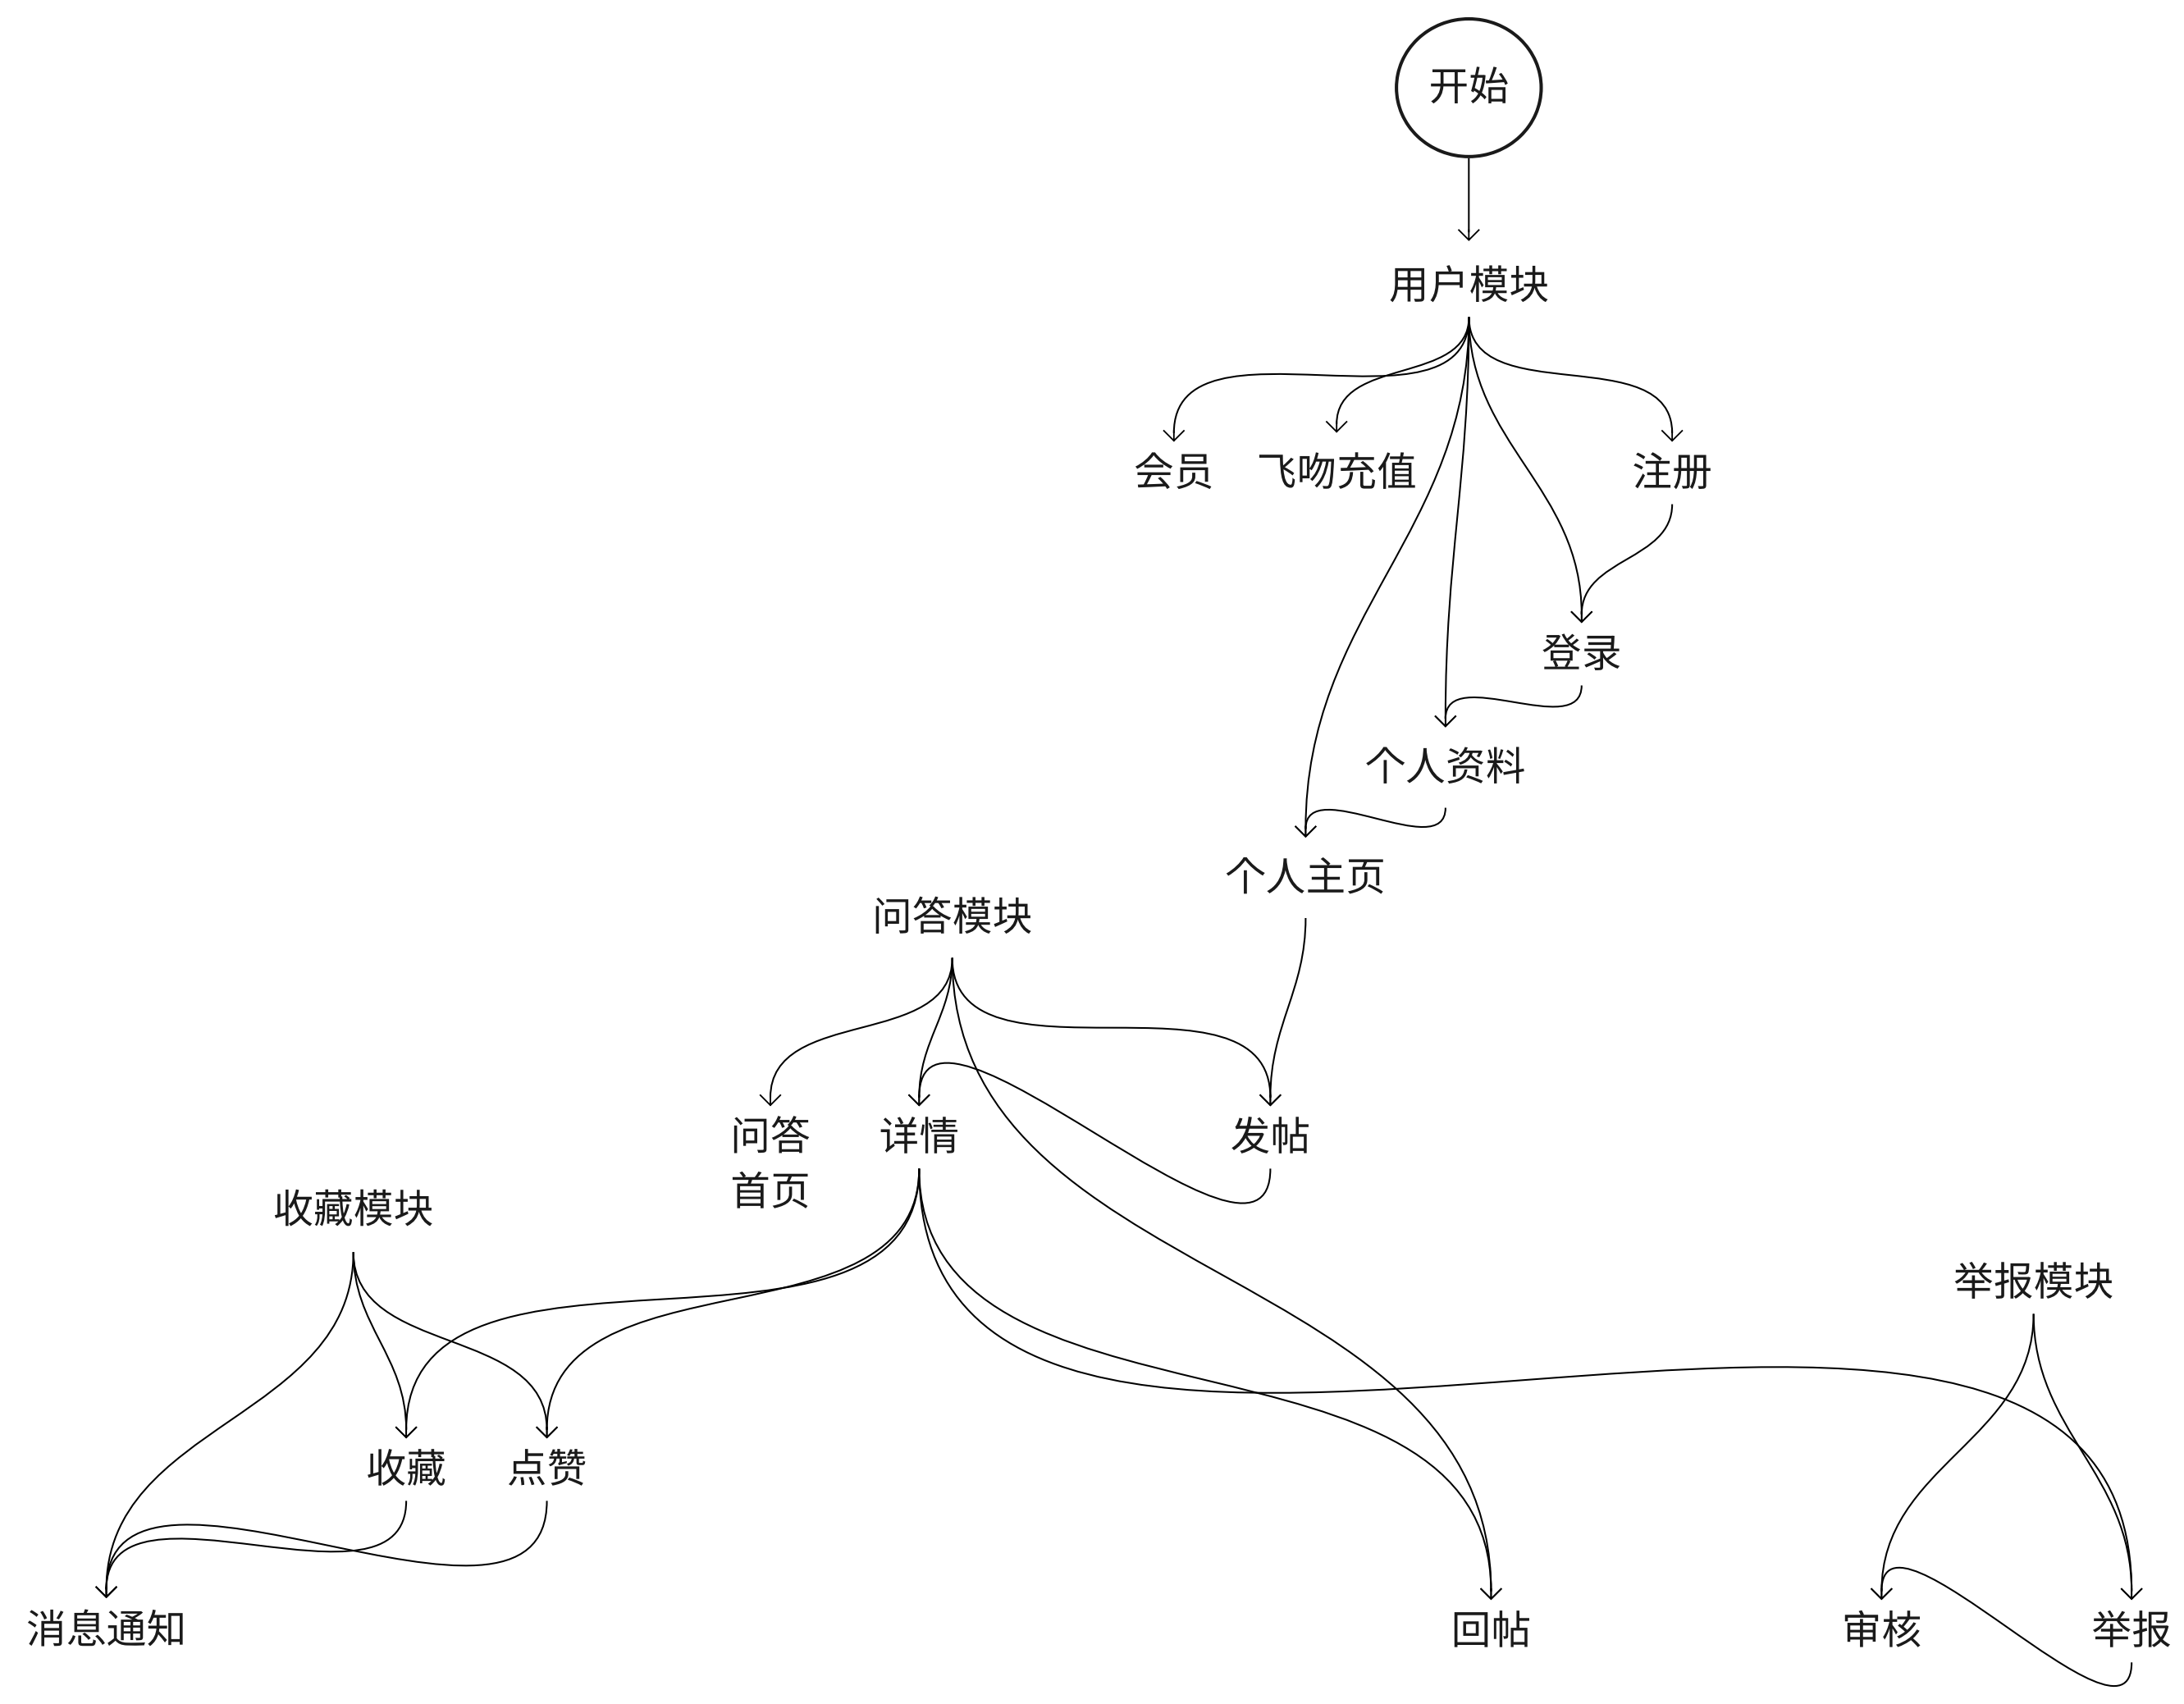 开始
用户模块
会员
飞吻充值
注册
登录
个人资料
个人主页
问答模块
问答
首页
详情
发帖
收藏模块
举报模块
收藏
点赞
消息通知
回帖
审核
举报